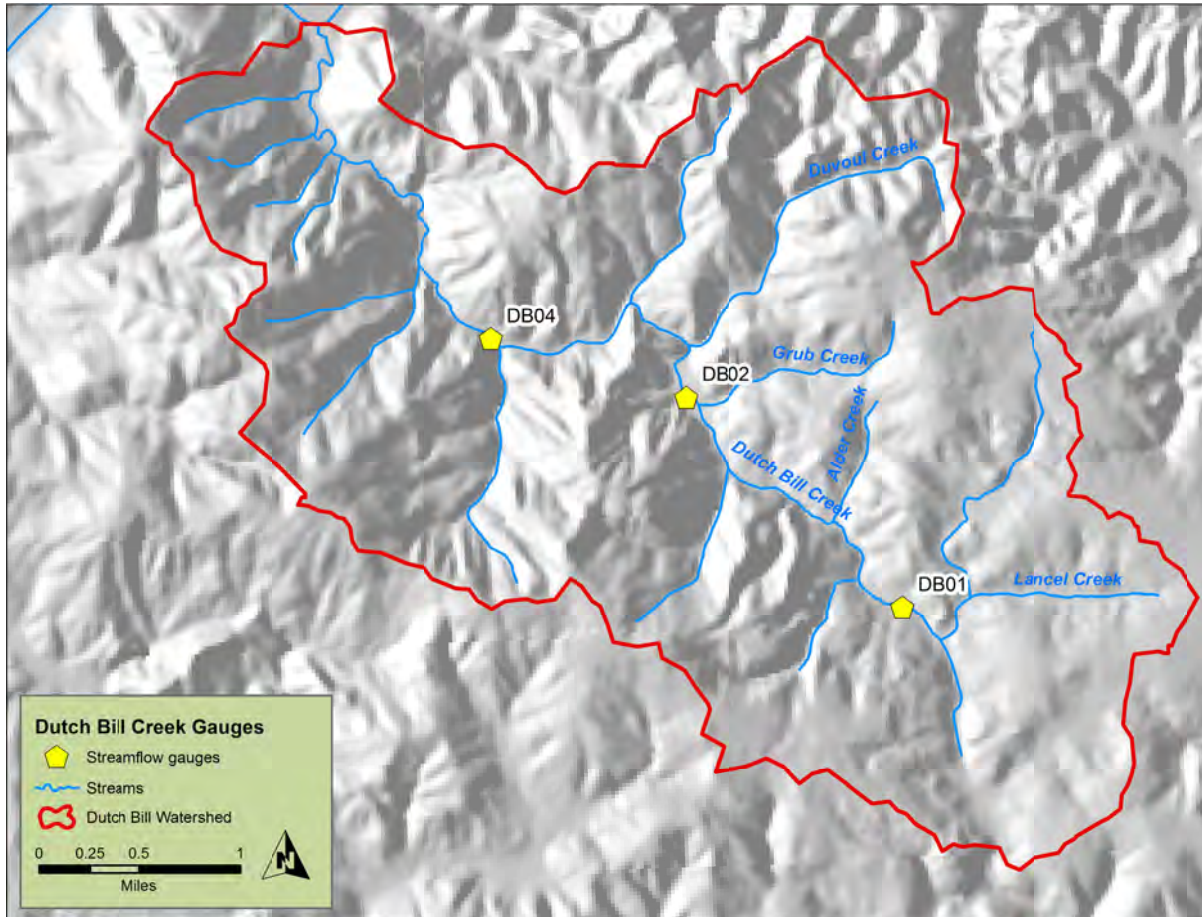 Duvoul Creek
DB04
Grub Creek
DB02
Alder Creek
Dutch Bill Creek
DB01
Lancel Creek
Dutch Bill Creek Gauges
Streamflow gauges
Streams
Dutch Bill Watershed
0 0.25 0.5 1
Miles
N